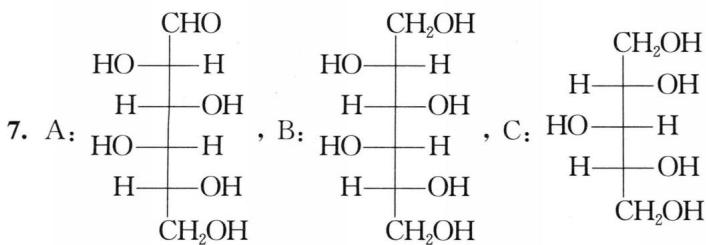 CHO CH₂OH
HO H HO H CH₂OH
H OH H OH H OH
7. A: HO H , B: HO H , C: HO H
H OH H OH H OH
CH₂OH CH₂OH CH₂OH